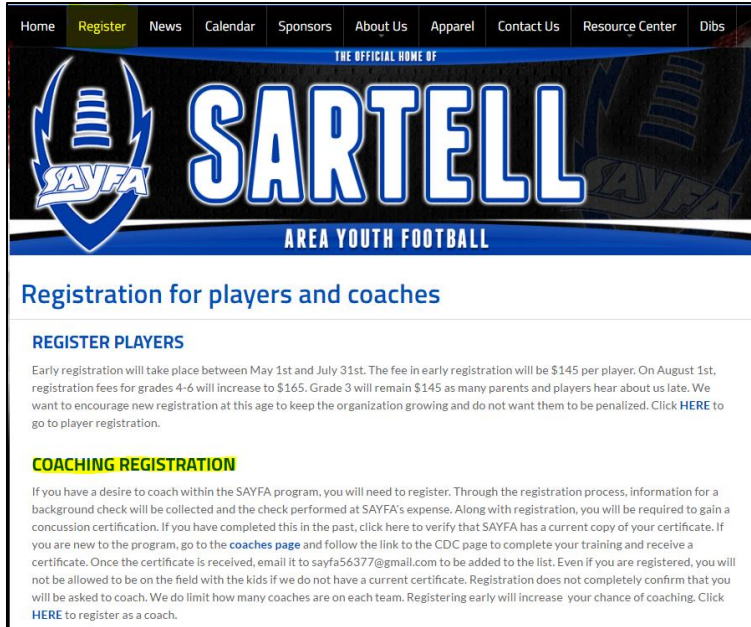 Home Register News Calendar Sponsors About Us Apparel Contact Us Resource Center Dibs
THE OFFICIAL HOME OF
SAYFA
SARTELL
SAYFA
AREA YOUTH FOOTBALL
Registration for players and coaches
REGISTER PLAYERS
Early registration will take place between May 1st and July 31st. The fee in early registration will be $145 per player. On August 1st,
registration fees for grades 4-6 will increase to $165. Grade 3 will remain $145 as many parents and players hear about us late. We
want to encourage new registration at this age to keep the organization growing and do not want them to be penalized. Click HERE to
go to player registration.
COACHING REGISTRATION
If you have a desire to coach within the SAYFA program, you will need to register. Through the registration process, information for a
background check will be collected and the check performed at SAYFA's expense. Along with registration, you will be required to gain a
concussion certification. If you have completed this in the past, click here to verify that SAYFA has a current copy of your certificate. If
you are new to the program, go to the coaches page and follow the link to the CDC page to complete your training and receive a
certificate. Once the certificate is received, email it to sayfa56377@gmail.com to be added to the list. Even if you are registered, you will
not be allowed to be on the field with the kids if we do not have a current certificate. Registration does not completely confirm that you
will be asked to coach. We do limit how many coaches are on each team. Registering early will increase your chance of coaching. Click
HERE to register as a coach.